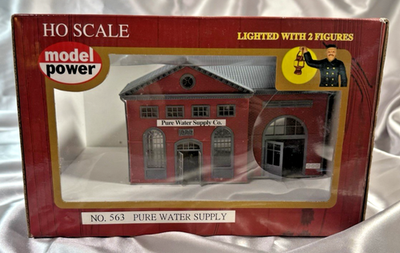 HO SCALE
LIGHTED WITH 2 FIGURES
model
power
Pure Water Supply Co.
NO. 563 PURE WATER SUPPLY